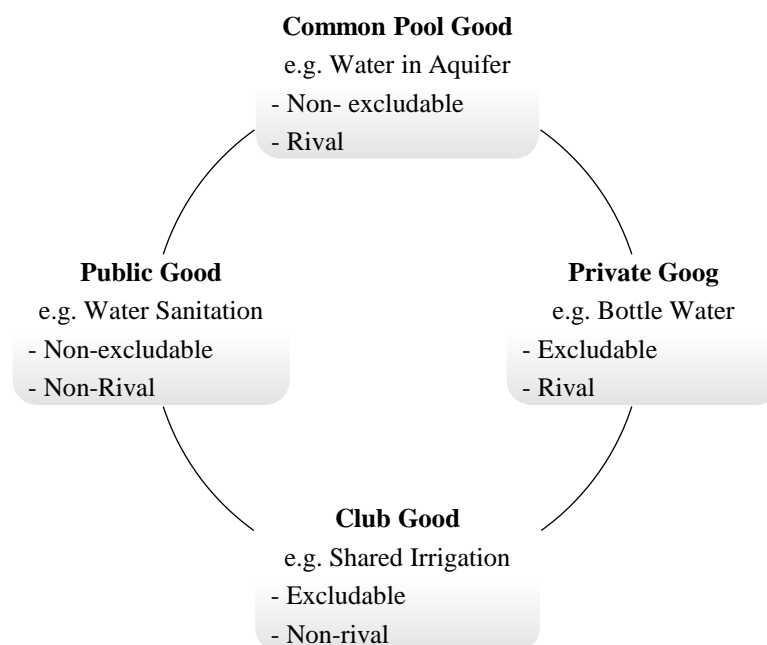 Common Pool Good
e.g. Water in Aquifer
- Non- excludable
- Rival
Public Good
e.g. Water Sanitation
- Non-excludable
- Non-Rival
Private Goog
e.g. Bottle Water
- Excludable
- Rival
Club Good
e.g. Shared Irrigation
- Excludable
- Non-rival